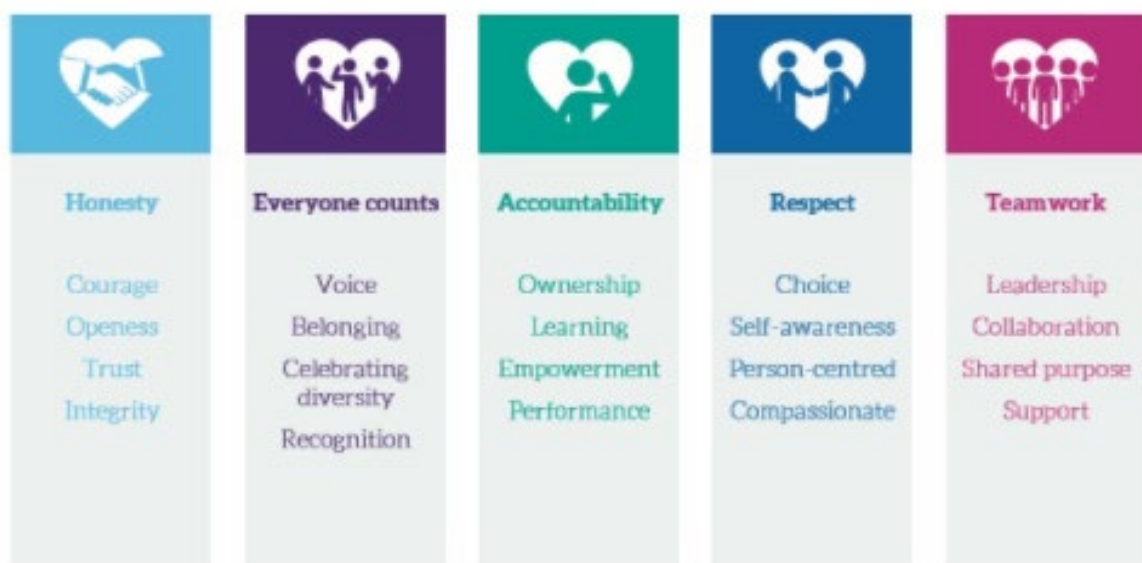 Honesty
Courage
Openess
Trust
Integrity
Everyone counts
Voice
Belonging
Celebrating
diversity
Recognition
Accountability
Ownership
Learning
Empowerment
Performance
Respect
Choice
Self-awareness
Person-centred
Compassionate
Teamwork
Leadership
Collaboration
Shared purpose
Support